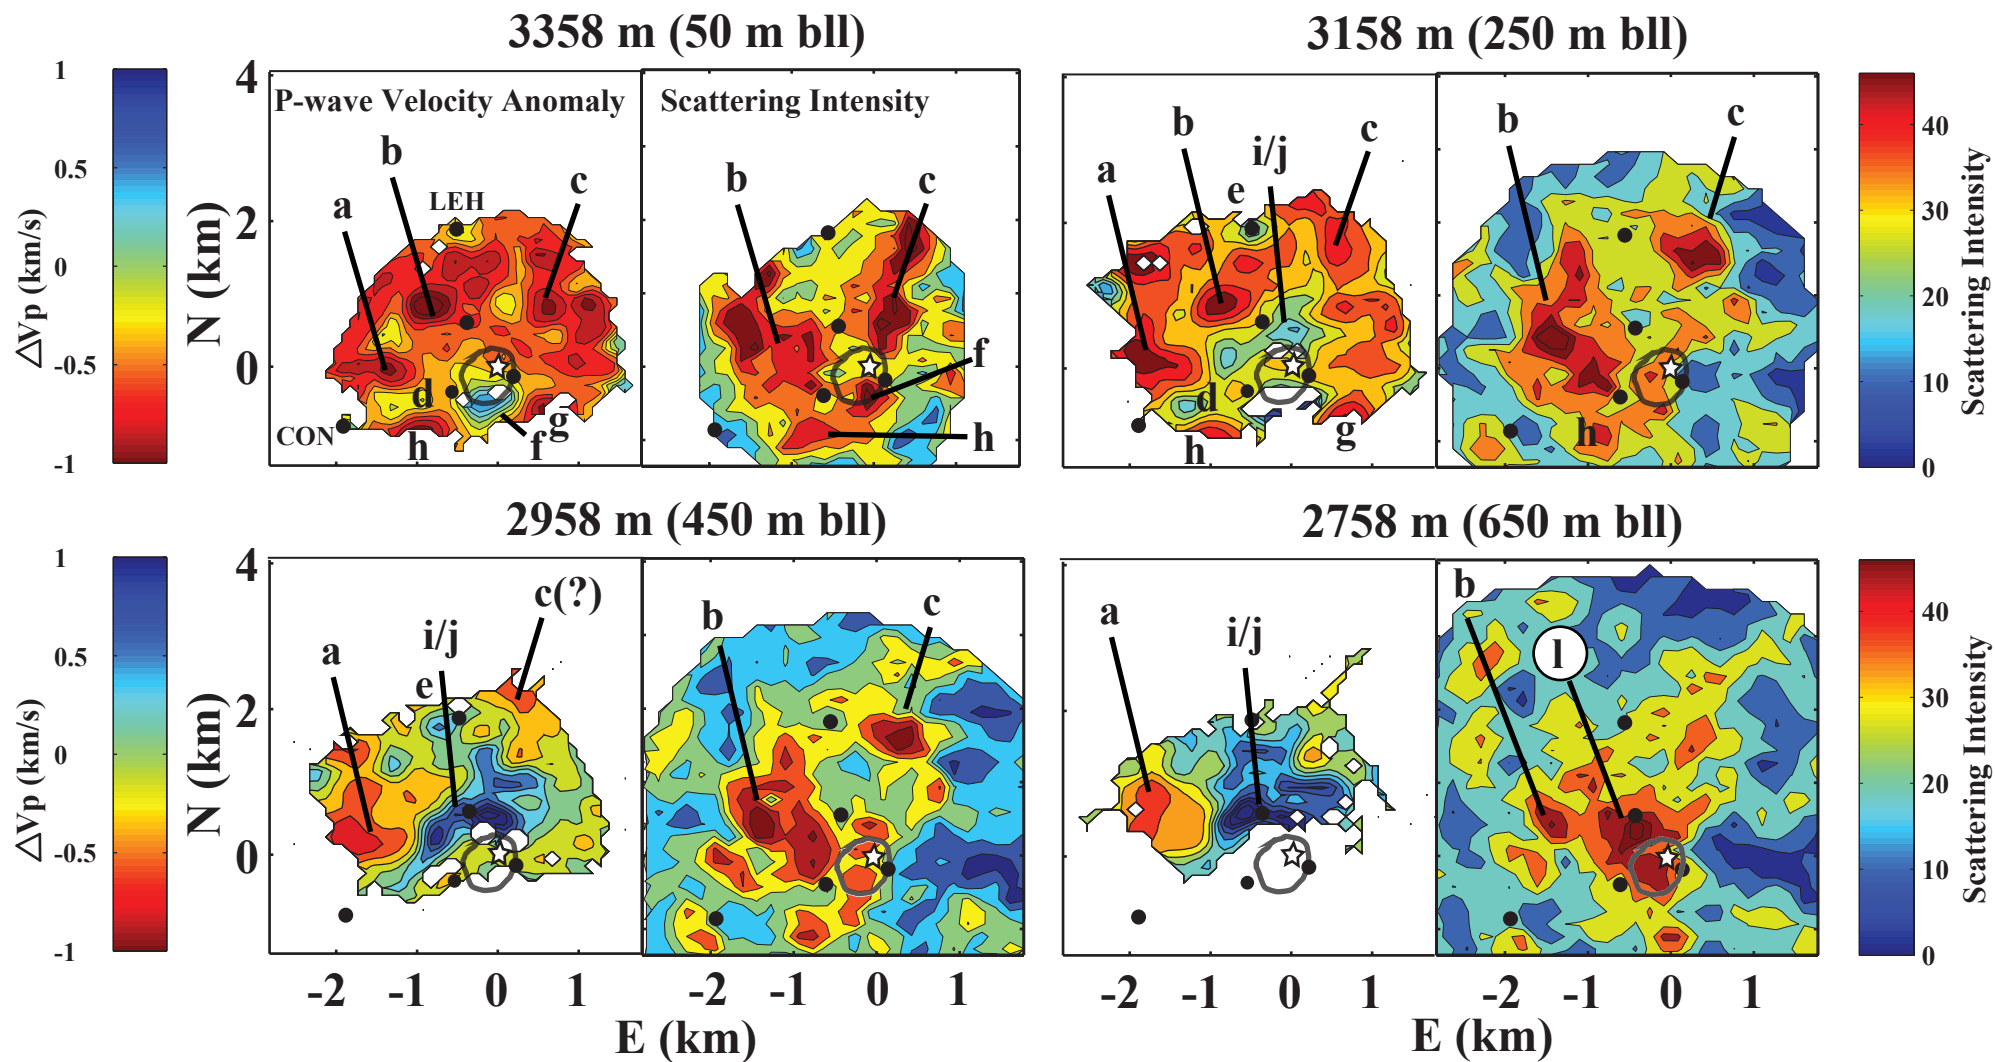 3358 m (50 m bll)
3158 m (250 m bll)
P-wave Velocity Anomaly
Scattering Intensity
1
0.5
0
-0.5
-1
ΔVp (km/s)
4
2
0
N (km)
a
b
LEH
c
d
CON
h
f
g
b
c
f
h
a
b
i/j
c
e
d
h
g
b
c
h
40
30
20
10
0
Scattering Intensity
2958 m (450 m bll)
2758 m (650 m bll)
1
0.5
0
-0.5
-1
ΔVp (km/s)
4
2
0
N (km)
a
e
i/j
c(?)
b
c
a
i/j
b
l
40
30
20
10
0
Scattering Intensity
-2 -1 0 1
-2 -1 0 1
-2 -1 0 1
-2 -1 0 1
E (km)
E (km)